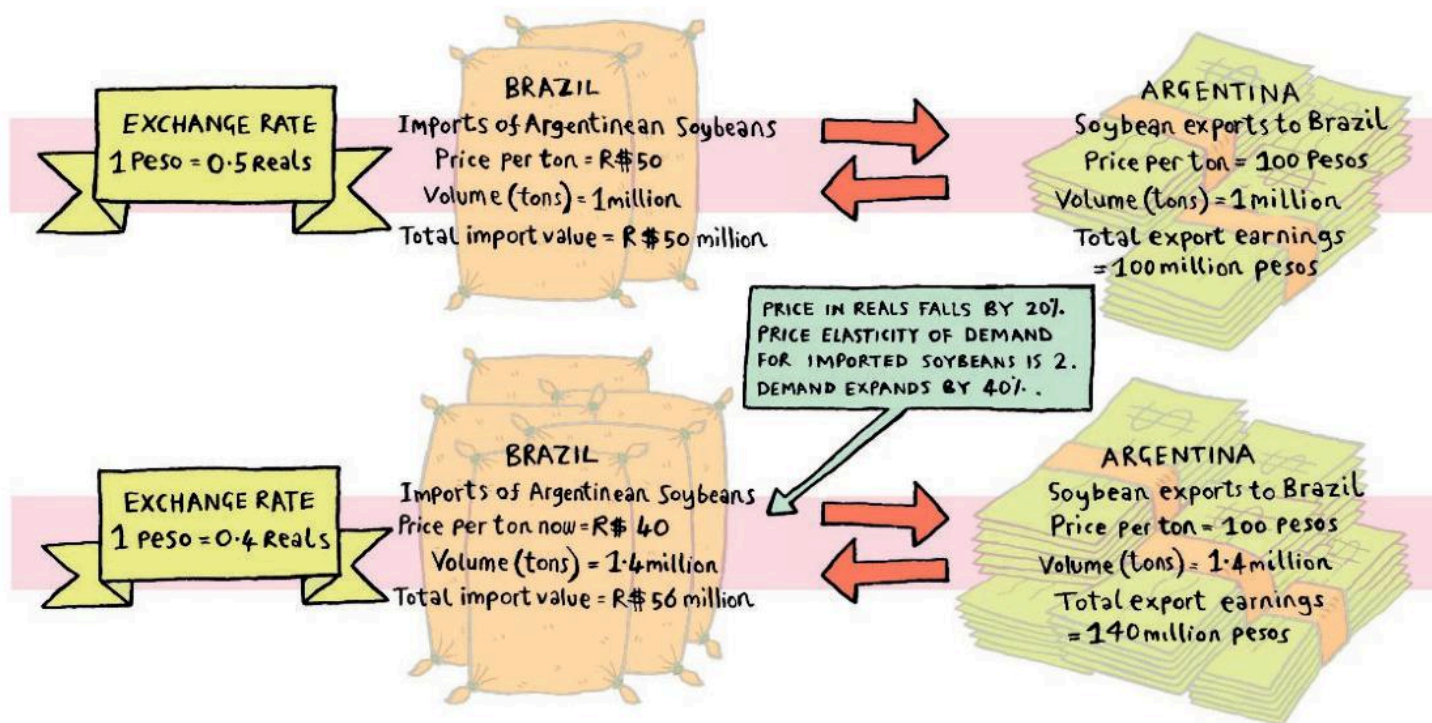 EXCHANGE RATE
1 Peso = 0.5 Reals
BRAZIL
Imports of Argentinean Soybeans
Price per ton = R$50
Volume (tons) = 1 million
Total import value = R$50 million
ARGENTINA
Soybean exports to Brazil
Price per ton = 100 Pesos
Volume (tons) = 1 million
Total export earnings
= 100 million pesos
PRICE IN REALS FALLS BY 20%.
PRICE ELASTICITY OF DEMAND
FOR IMPORTED SOYBEANS IS 2.
DEMAND EXPANDS BY 40%.
EXCHANGE RATE
1 Peso = 0.4 Reals
BRAZIL
Imports of Argentinean Soybeans
Price per ton now = R$ 40
Volume (tons) = 1.4 million
Total import value = R$56 million
ARGENTINA
Soybean exports to Brazil
Price per ton = 100 pesos
Volume (tons) = 1.4 million
Total export earnings
= 140 million pesos